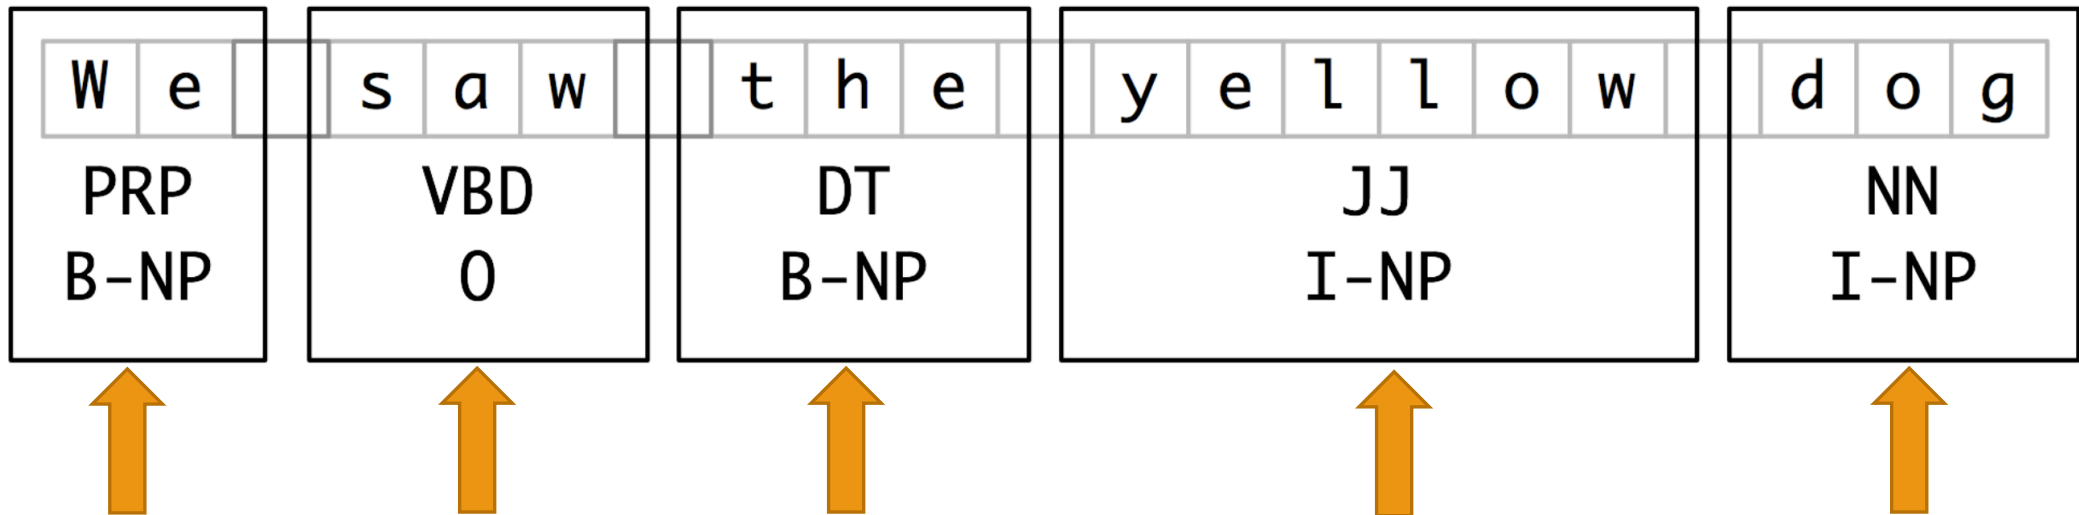 We saw the yellow dog
PRP VBD DT JJ NN
B-NP O B-NP I-NP I-NP